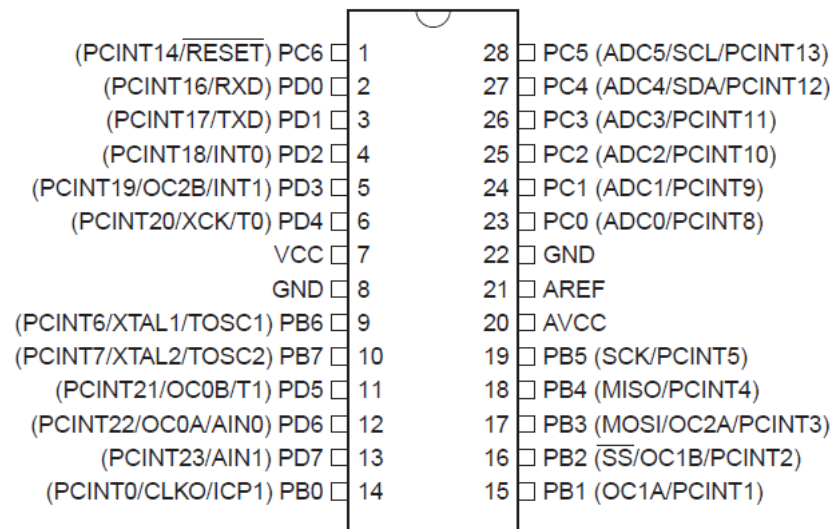 (PCINT14/RESET) PC6 1 28 PC5 (ADC5/SCL/PCINT13)
(PCINT16/RXD) PD0 2 27 PC4 (ADC4/SDA/PCINT12)
(PCINT17/TXD) PD1 3 26 PC3 (ADC3/PCINT11)
(PCINT18/INT0) PD2 4 25 PC2 (ADC2/PCINT10)
(PCINT19/OC2B/INT1) PD3 5 24 PC1 (ADC1/PCINT9)
(PCINT20/XCK/T0) PD4 6 23 PC0 (ADC0/PCINT8)
VCC 7 22 GND
GND 8 21 AREF
(PCINT6/XTAL1/TOSC1) PB6 9 20 AVCC
(PCINT7/XTAL2/TOSC2) PB7 10 19 PB5 (SCK/PCINT5)
(PCINT21/OC0B/T1) PD5 11 18 PB4 (MISO/PCINT4)
(PCINT22/OC0A/AIN0) PD6 12 17 PB3 (MOSI/OC2A/PCINT3)
(PCINT23/AIN1) PD7 13 16 PB2 (SS/OC1B/PCINT2)
(PCINT0/CLKO/ICP1) PB0 14 15 PB1 (OC1A/PCINT1)